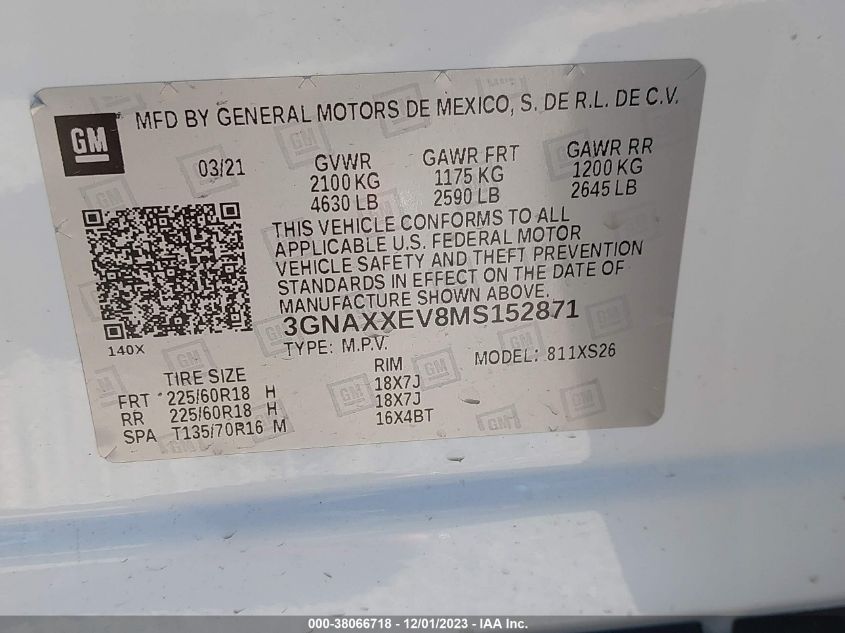 GM
MFD BY GENERAL MOTORS DE MEXICO, S. DE R.L. DE C.V.
03/21 GVWR GAWR FRT GAWR RR
2100 KG 1175 KG 1200 KG
4630 LB 2590 LB 2645 LB
THIS VEHICLE CONFORMS TO ALL
APPLICABLE U.S. FEDERAL MOTOR
VEHICLE SAFETY AND THEFT PREVENTION
STANDARDS IN EFFECT ON THE DATE OF
MANUFACTURE SHOWN ABOVE.
3GNAXXEV8MS152871
140X
TYPE: M.P.V. MODEL: 811XS26
TIRE SIZE RIM
FRT 225/60R18 H 18X7J
RR 225/60R18 H 18X7J
SPA T135/70R16 M 16X4BT
000-38066718 - 12/01/2023 - IAA Inc.